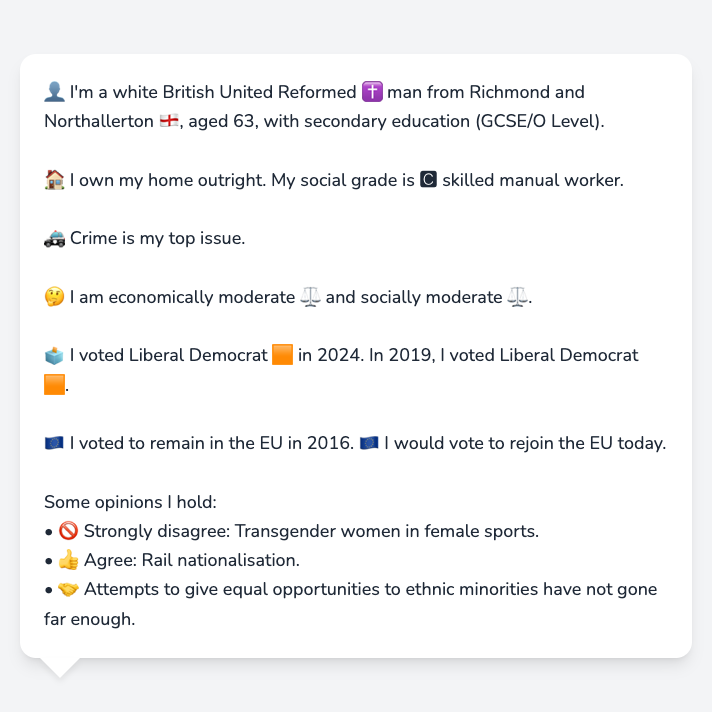 👤 I'm a white British United Reformed ✝️ man from Richmond and
Northallerton 🏴󠁧󠁢󠁥󠁮󠁧󠁿, aged 63, with secondary education (GCSE/O Level).
🏠 I own my home outright. My social grade is 🅲 skilled manual worker.
🚓 Crime is my top issue.
🤔 I am economically moderate ⚖️ and socially moderate ⚖️.
🗳️ I voted Liberal Democrat 🟧 in 2024. In 2019, I voted Liberal Democrat
🟧.
🇪🇺 I voted to remain in the EU in 2016. 🇪🇺 I would vote to rejoin the EU today.
Some opinions I hold:
• 🚫 Strongly disagree: Transgender women in female sports.
• 👍 Agree: Rail nationalisation.
• 🤝 Attempts to give equal opportunities to ethnic minorities have not gone
far enough.